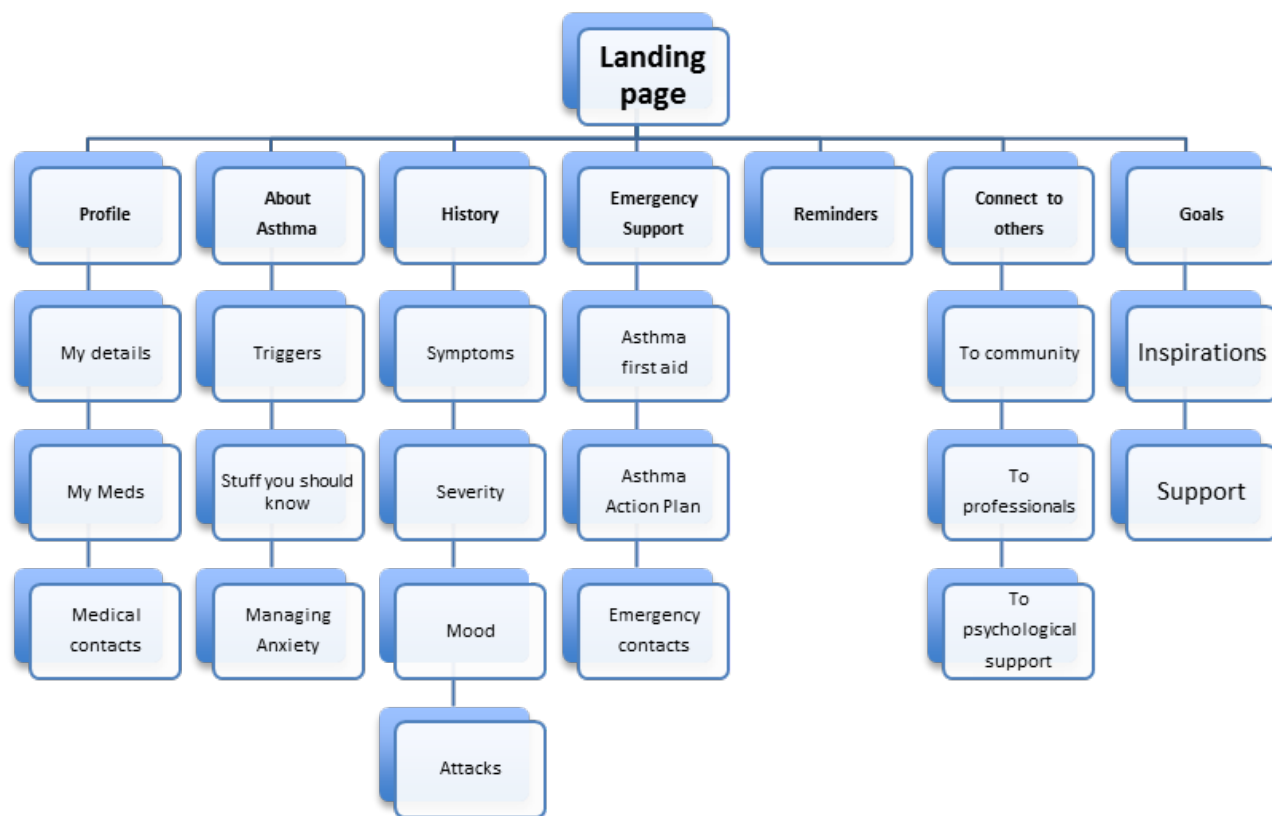 Landing
page
Profile
About
Asthma
History
Emergency
Support
Reminders
Connect to
others
Goals
My details
Triggers
Symptoms
Asthma
first aid
To community
Inspirations
My Meds
Stuff you should
know
Severity
Asthma
Action Plan
To
professionals
Support
Medical
contacts
Managing
Anxiety
Mood
Emergency
contacts
To
psychological
support
Attacks